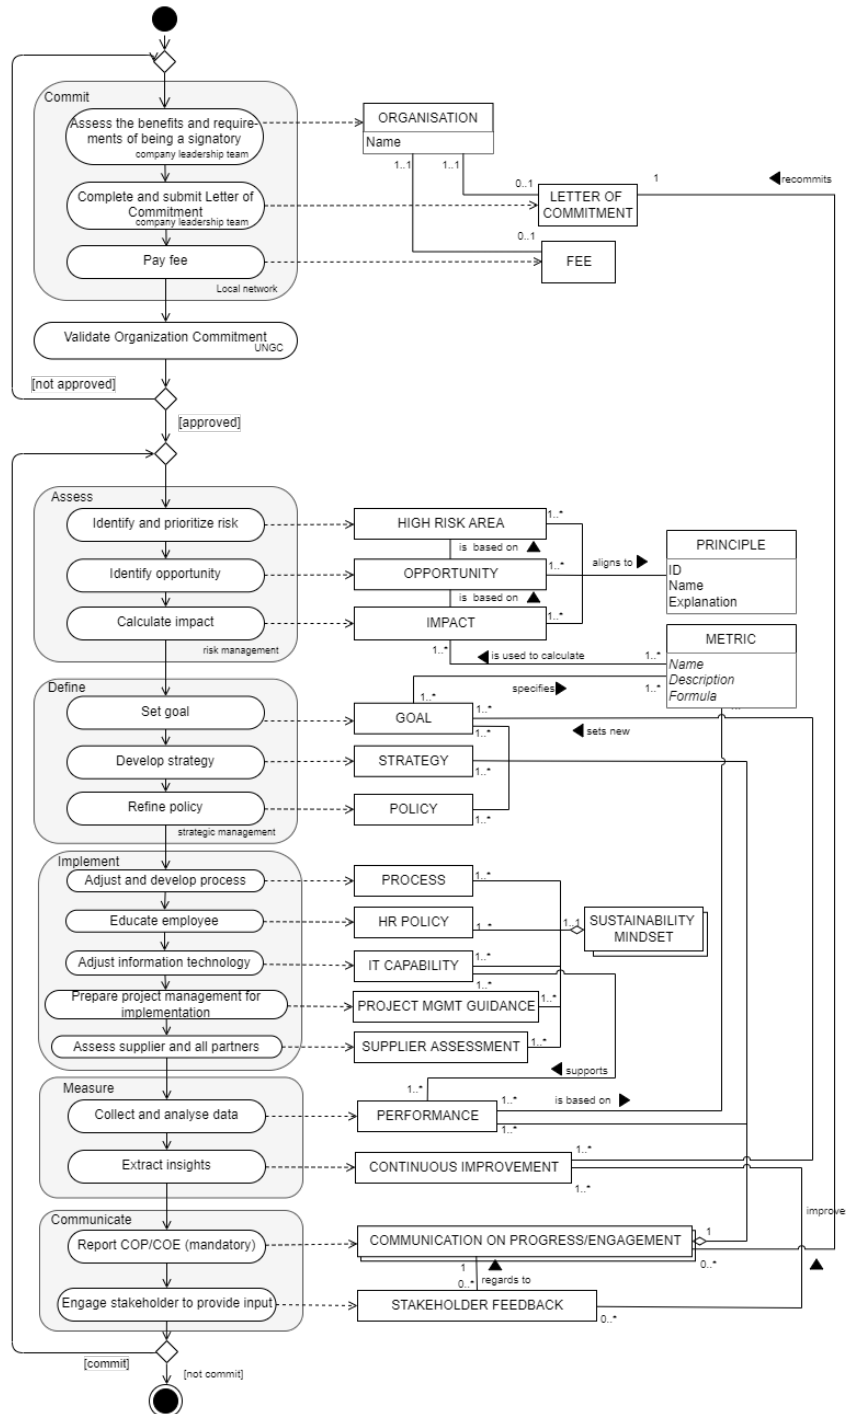 Commit
Assess the benefits and require-
ments of being a signatory
company leadership team
Complete and submit Letter of
Commitment
company leadership team
Pay fee
Local network
ORGANISATION
Name
1..1
1..1
0..1
LETTER OF
COMMITMENT
1
recommits
0..1
FEE
Validate Organization Commitment
UNGC
[not approved]
[approved]
Assess
Identify and prioritize risk
Identify opportunity
Calculate impact
risk management
HIGH RISK AREA
1..*
is based on
OPPORTUNITY
1..*
is based on
IMPACT
1..*
aligns to
PRINCIPLE
ID
Name
Explanation
1..*
is used to calculate
1..*
METRIC
Name
Description
Formula
Define
Set goal
Develop strategy
Refine policy
strategic management
1..*
specifies
1..*
GOAL
1..*
1..*
sets new
STRATEGY
1..*
POLICY
1..*
Implement
Adjust and develop process
Educate employee
Adjust information technology
Prepare project management for
implementation
Assess supplier and all partners
PROCESS
1..*
HR POLICY
1..*
1..1
SUSTAINABILITY
MINDSET
IT CAPABILITY
1..*
1..*
PROJECT MGMT GUIDANCE
1..*
SUPPLIER ASSESSMENT
1..*
supports
Measure
Collect and analyse data
Extract insights
1..*
PERFORMANCE
1..*
is based on
1..*
CONTINUOUS IMPROVEMENT
1..*
1..*
improve
Communicate
Report COP/COE (mandatory)
Engage stakeholder to provide input
COMMUNICATION ON PROGRESS/ENGAGEMENT
1
0..*
1
0..*
regards to
STAKEHOLDER FEEDBACK
0..*
[commit]
[not commit]